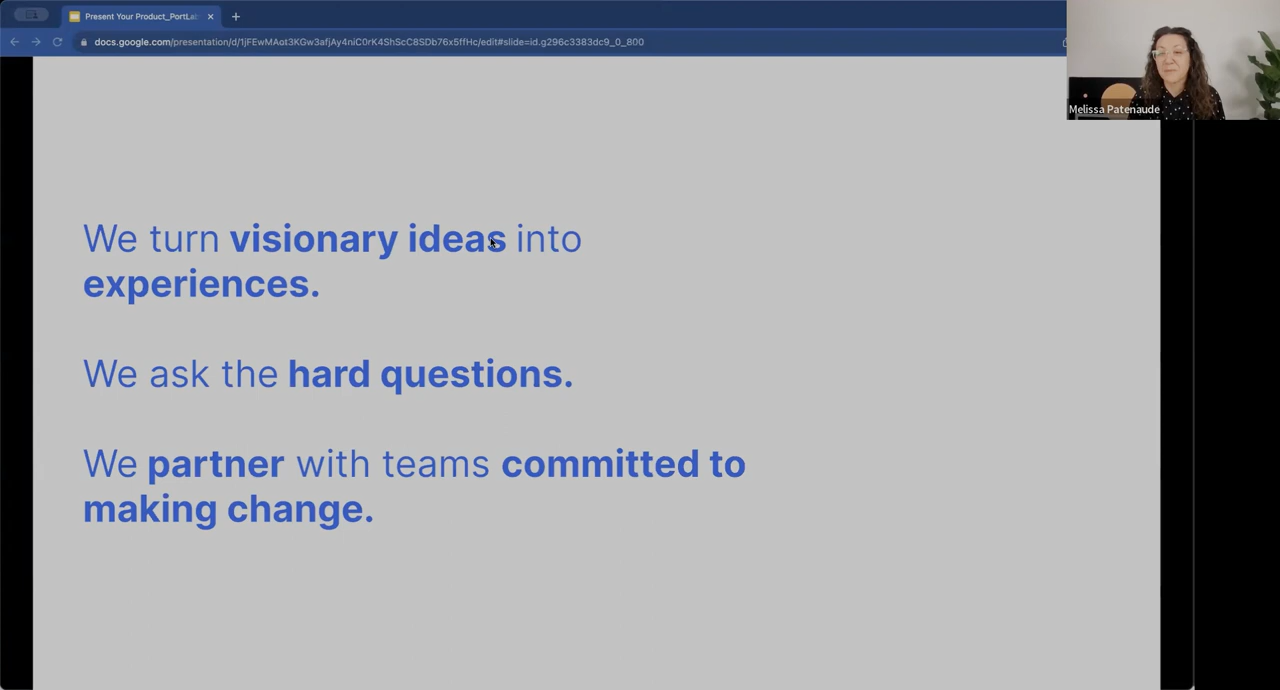 Present Your Product_PortLab
docs.google.com/presentation/d/1jFEwMAot3KGw3afjAy4niC0rK4ShScC8SDb76x5ffHc/edit#slide=id.g296c3383dc9_0_800
Melissa Patenaude
We turn visionary ideas into
experiences.
We ask the hard questions.
We partner with teams committed to
making change.